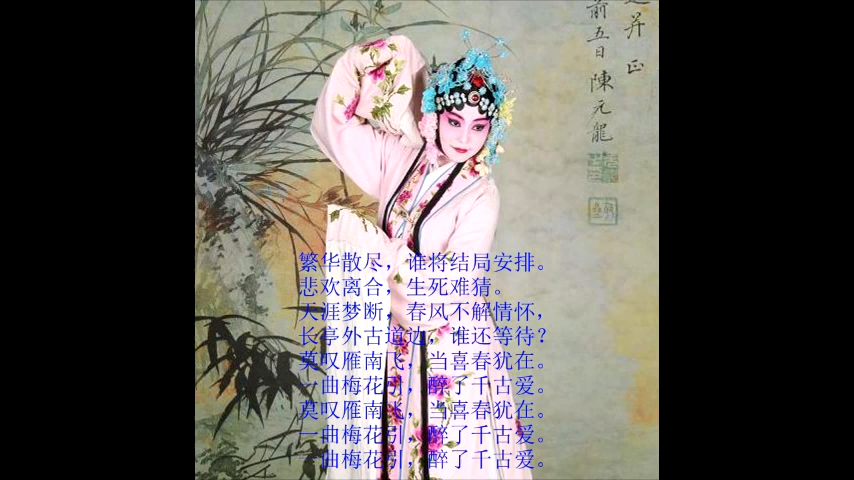 并正
前五日陳元龍
繁华散尽，谁将结局安排。
悲欢离合，生死难猜。
天涯梦断，春风不解情怀，
长亭外古道边，谁还等待？
莫叹雁南飞，当喜春犹在。
一曲梅花引，醉了千古爱。
莫叹雁南飞，当喜春犹在。
一曲梅花引，醉了千古爱。
一曲梅花引，醉了千古爱。